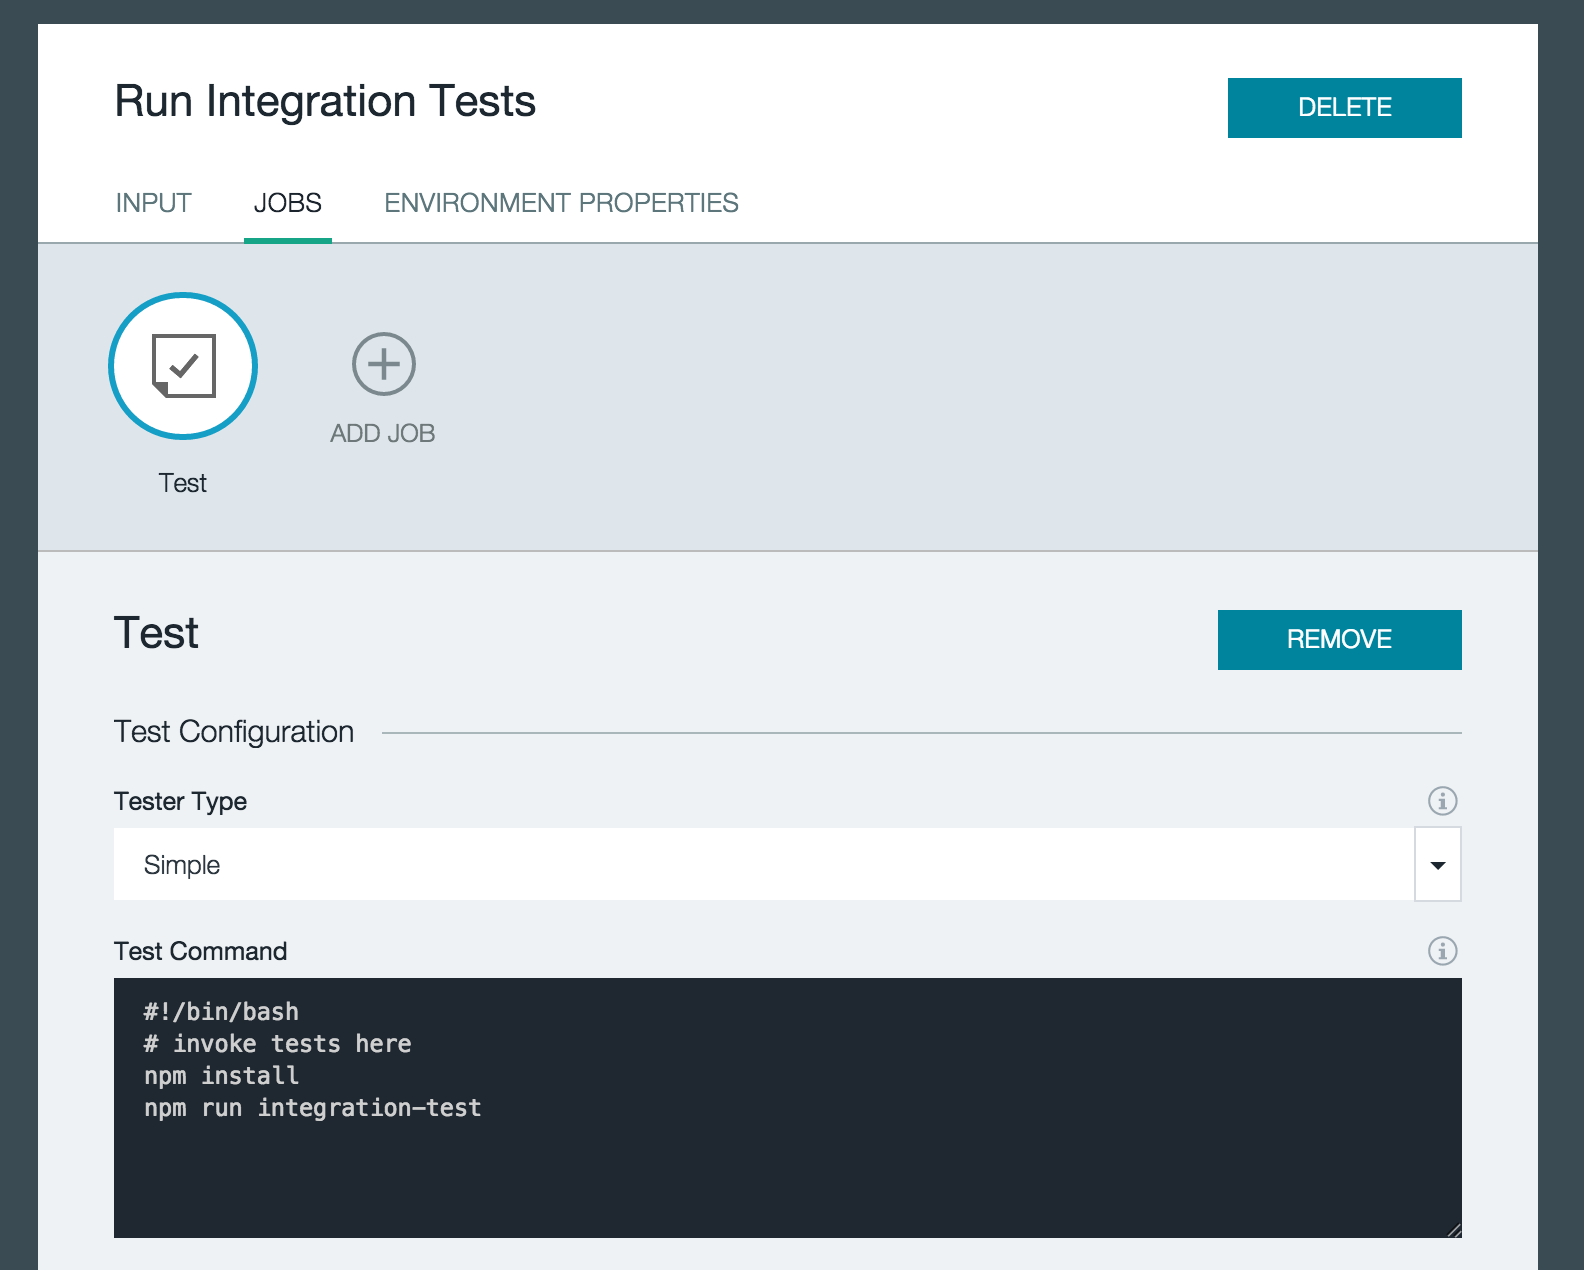 Run Integration Tests
DELETE
INPUT JOBS ENVIRONMENT PROPERTIES
ADD JOB
Test
Test
REMOVE
Test Configuration
Tester Type
Simple
Test Command
#!/bin/bash
# invoke tests here
npm install
npm run integration-test